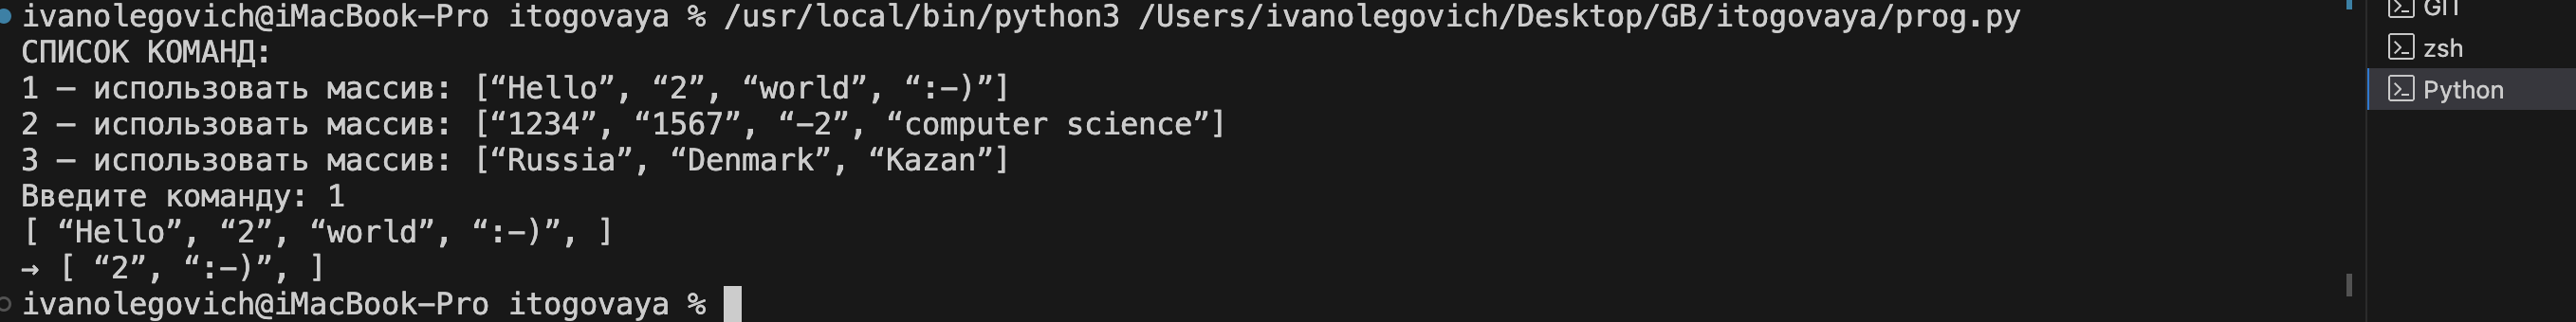 ivanolegovich@iMacBook-Pro itogovaya % /usr/local/bin/python3 /Users/ivanolegovich/Desktop/GB/itogovaya/prog.py
СПИСОК КОМАНД:
1 – использовать массив: [“Hello”, “2”, “world”, “:-)”]
2 – использовать массив: [“1234”, “1567”, “-2”, “computer science”]
3 – использовать массив: [“Russia”, “Denmark”, “Kazan”]
Введите команду: 1
[ “Hello”, “2”, “world”, “:-)”, ]
→ [ “2”, “:-)”, ]
ivanolegovich@iMacBook-Pro itogovaya %
GIT
zsh
Python